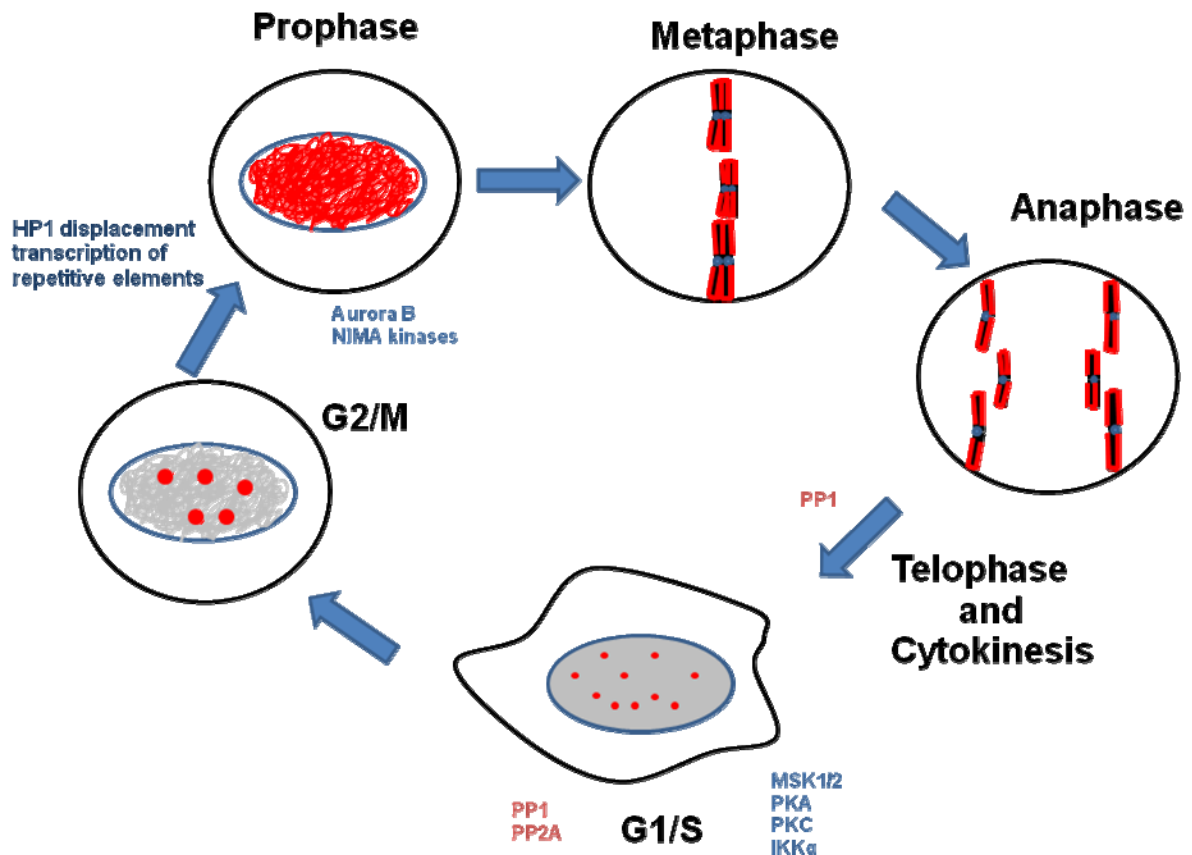 Prophase
Metaphase
Anaphase
HP1 displacement
transcription of
repetitive elements
Aurora B
NIMA kinases
G2/M
PP1
Telophase
and
Cytokinesis
PP1
PP2A
G1/S
MSK1/2
PKA
PKC
IKKα